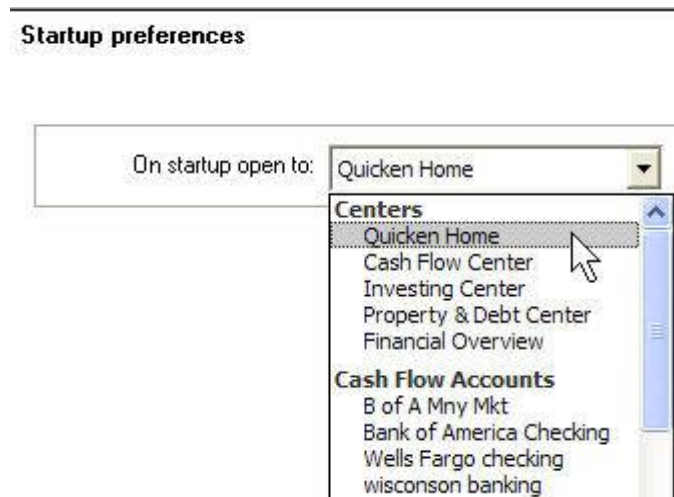 Startup preferences
On startup open to: Quicken Home
Centers
Quicken Home
Cash Flow Center
Investing Center
Property & Debt Center
Financial Overview
Cash Flow Accounts
B of A Mny Mkt
Bank of America Checking
Wells Fargo checking
wisconson banking